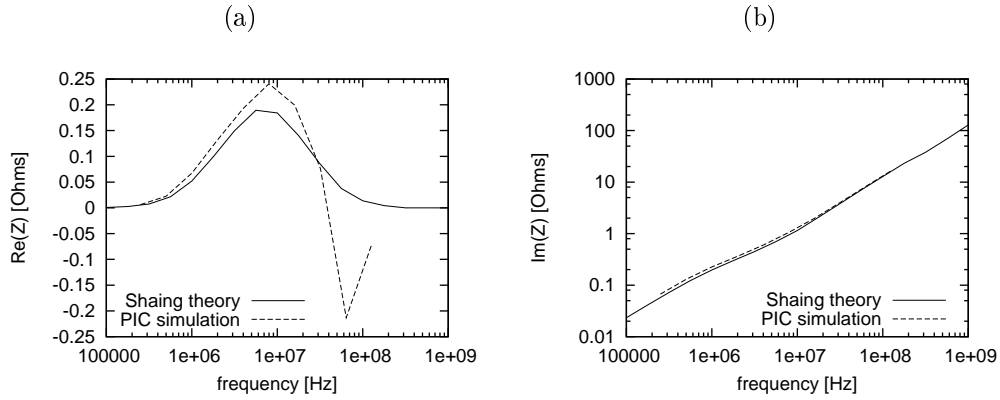 (a)
0.25
0.2
0.15
0.1
0.05
0
-0.05
-0.1
-0.15
-0.2
-0.25
Re(Z) [Ohms]
Shaing theory
PIC simulation
100000 1e+06 1e+07 1e+08 1e+09
frequency [Hz]
(b)
1000
100
10
1
0.1
0.01
Im(Z) [Ohms]
Shaing theory
PIC simulation
100000 1e+06 1e+07 1e+08 1e+09
frequency [Hz]